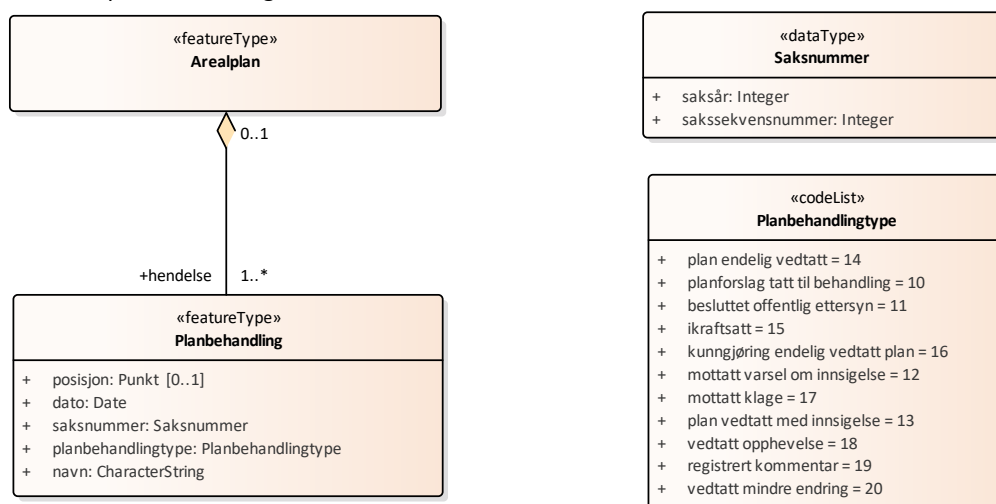 «featureType»
Arealplan
0..1
+hendelse 1..*
«featureType»
Planbehandling
+ posisjon: Punkt [0..1]
+ dato: Date
+ saksnummer: Saksnummer
+ planbehandlingtype: Planbehandlingtype
+ navn: CharacterString
«dataType»
Saksnummer
+ saksår: Integer
+ sakssekvensnummer: Integer
«codeList»
Planbehandlingtype
+ plan endelig vedtatt = 14
+ planforslag tatt til behandling = 10
+ besluttet offentlig ettersyn = 11
+ ikraftsatt = 15
+ kunngjøring endelig vedtatt plan = 16
+ mottatt varsel om innsigelse = 12
+ mottatt klage = 17
+ plan vedtatt med innsigelse = 13
+ vedtatt opphevelse = 18
+ registrert kommentar = 19
+ vedtatt mindre endring = 20